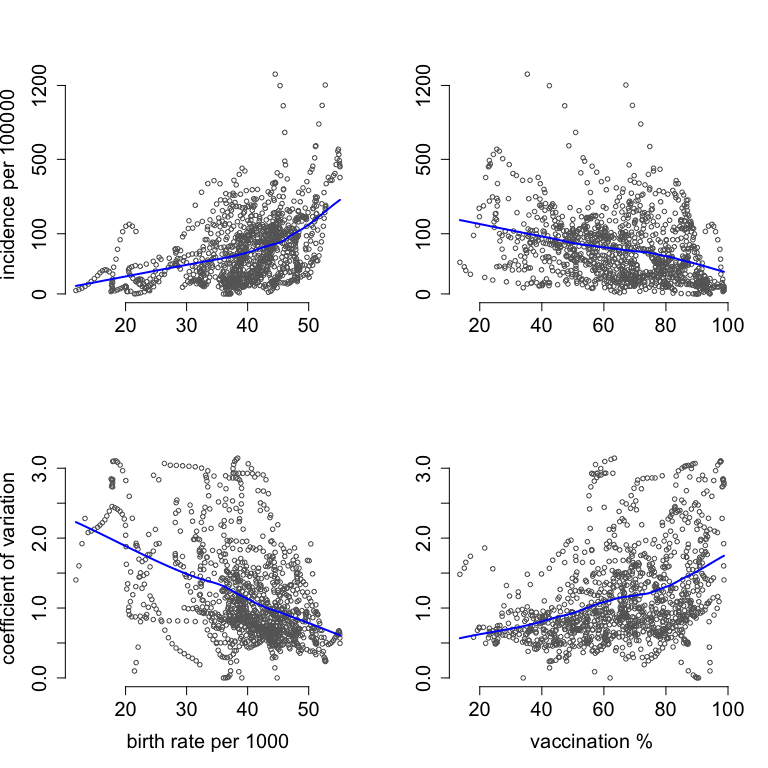 incidence per 100000
0 100 500 1200
20 30 40 50
0 100 500 1200
20 40 60 80 100
coefficient of variation
0.0 1.0 2.0 3.0
20 30 40 50
birth rate per 1000
0.0 1.0 2.0 3.0
20 40 60 80 100
vaccination %